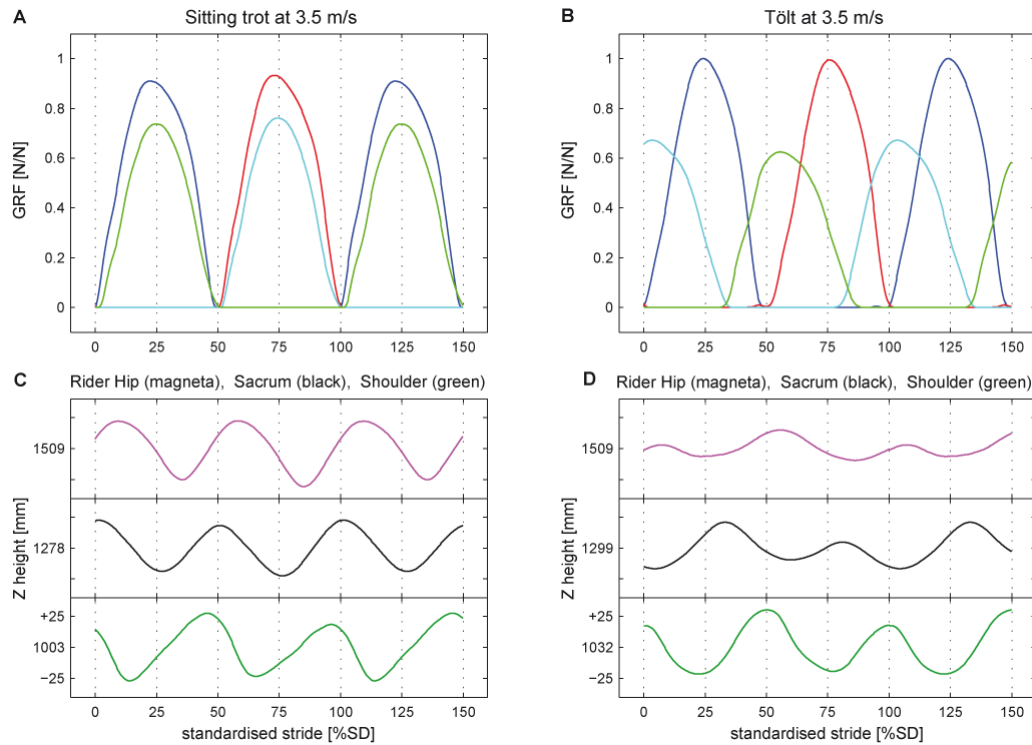 A Sitting trot at 3.5 m/s
GRF [N/N]
1
0.8
0.6
0.4
0.2
0
0 25 50 75 100 125 150
B Tölt at 3.5 m/s
GRF [N/N]
1
0.8
0.6
0.4
0.2
0
0 25 50 75 100 125 150
C
Rider Hip (magneta), Sacrum (black), Shoulder (green)
Z height [mm]
1509
1278
+25
1003
−25
0 25 50 75 100 125 150
standardised stride [%SD]
D
Rider Hip (magneta), Sacrum (black), Shoulder (green)
Z height [mm]
1509
1299
+25
1032
−25
0 25 50 75 100 125 150
standardised stride [%SD]